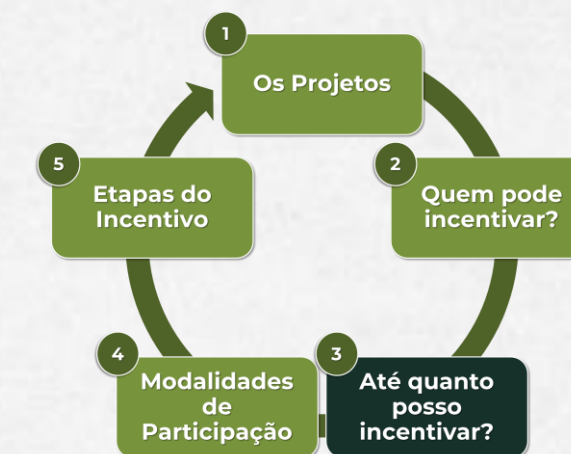 1
Os Projetos
2
Quem pode
incentivar?
3
Até quanto
posso
incentivar?
4
Modalidades
de
Participação
5
Etapas do
Incentivo